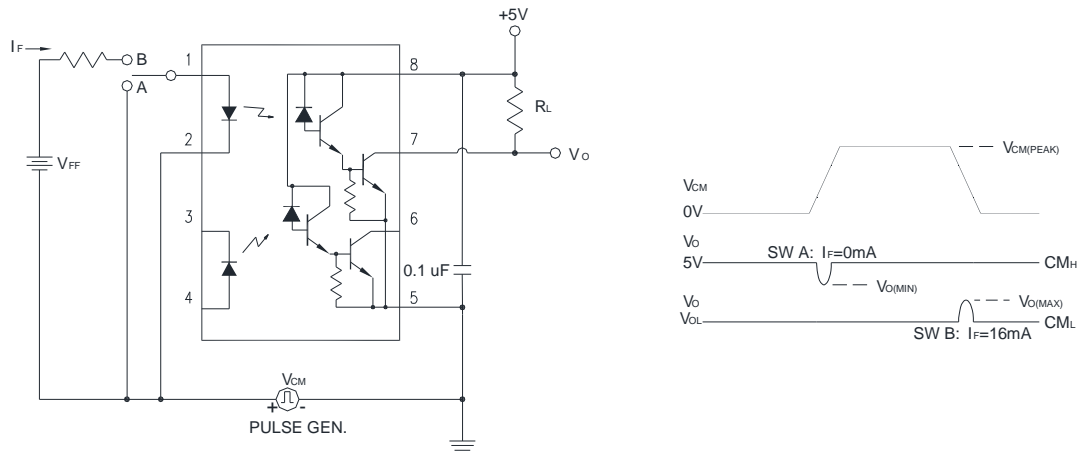 +5V
IF
B
A
1
8
RL
2
7
VO
VFF
3
6
0.1 uF
4
5
VCM
+ -
PULSE GEN.
VCM(PEAK)
VCM
0V
VO
5V
SW A: IF=0mA
CMH
VO(MIN)
VO
VOL
VO(MAX)
CML
SW B: IF=16mA